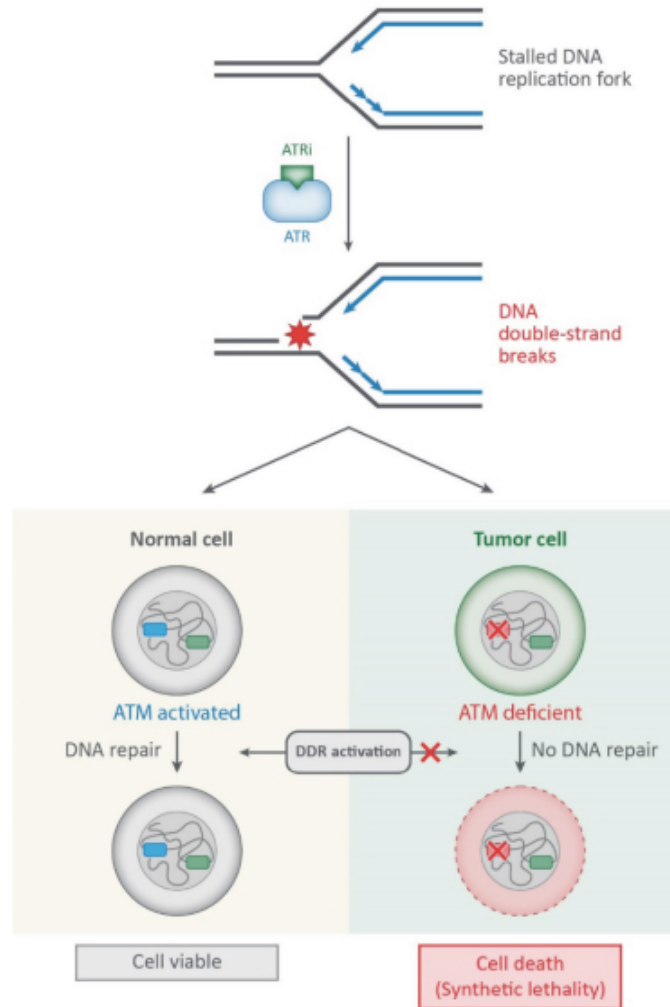 Stalled DNA
replication fork
ATRi
ATR
DNA
double-strand
breaks
Normal cell
Tumor cell
ATM activated
ATM deficient
DNA repair
DDR activation
No DNA repair
Cell viable
Cell death
(Synthetic lethality)